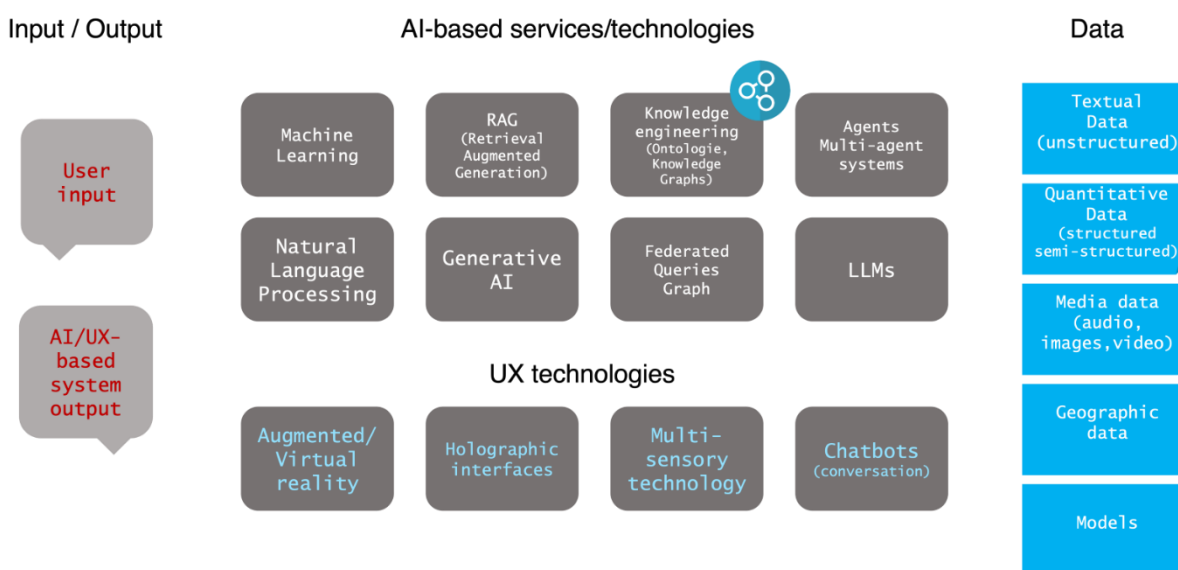 Input / Output
AI-based services/technologies
Data
User
input
AI/UX-
based
system
output
Machine
Learning
RAG
(Retrieval
Augmented
Generation)
Knowledge
engineering
(Ontologie,
Knowledge
Graphs)
Agents
Multi-agent
systems
Natural
Language
Processing
Generative
AI
Federated
Queries
Graph
LLMs
UX technologies
Augmented/
Virtual
reality
Holographic
interfaces
Multi-
sensory
technology
Chatbots
(conversation)
Textual
Data
(unstructured)
Quantitative
Data
(structured
semi-structured)
Media data
(audio,
images,video)
Geographic
data
Models